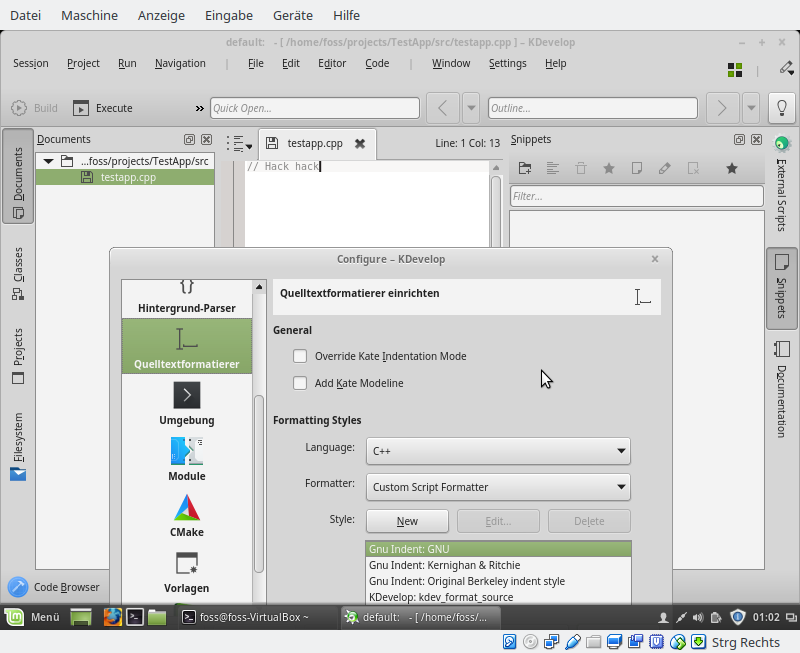 Datei Maschine Anzeige Eingabe Geräte Hilfe
default: - [ /home/foss/projects/TestApp/src/testapp.cpp ] – KDevelop
Session Project Run Navigation File Edit Editor Code Window Settings Help
Build Execute » Quick Open... Outline...
Documents testapp.cpp Line: 1 Col: 13 Snippets
...foss/projects/TestApp/src
testapp.cpp
// Hack hack
Filter...
Documents
Classes
Projects
Filesystem
External Scripts
Snippets
Documentation
Configure – KDevelop
{}
Hintergrund-Parser
Quelltextformatierer
Umgebung
Module
CMake
Vorlagen
Quelltextformatierer einrichten
General
Override Kate Indentation Mode
Add Kate Modeline
Formatting Styles
Language: C++
Formatter: Custom Script Formatter
Style: New Edit... Delete
Gnu Indent: GNU
Gnu Indent: Kernighan & Ritchie
Gnu Indent: Original Berkeley indent style
KDevelop: kdev_format_source
Code Browser
Menü foss@foss-VirtualBox ~ default: - [ /home/foss/... 01:02
Strg Rechts